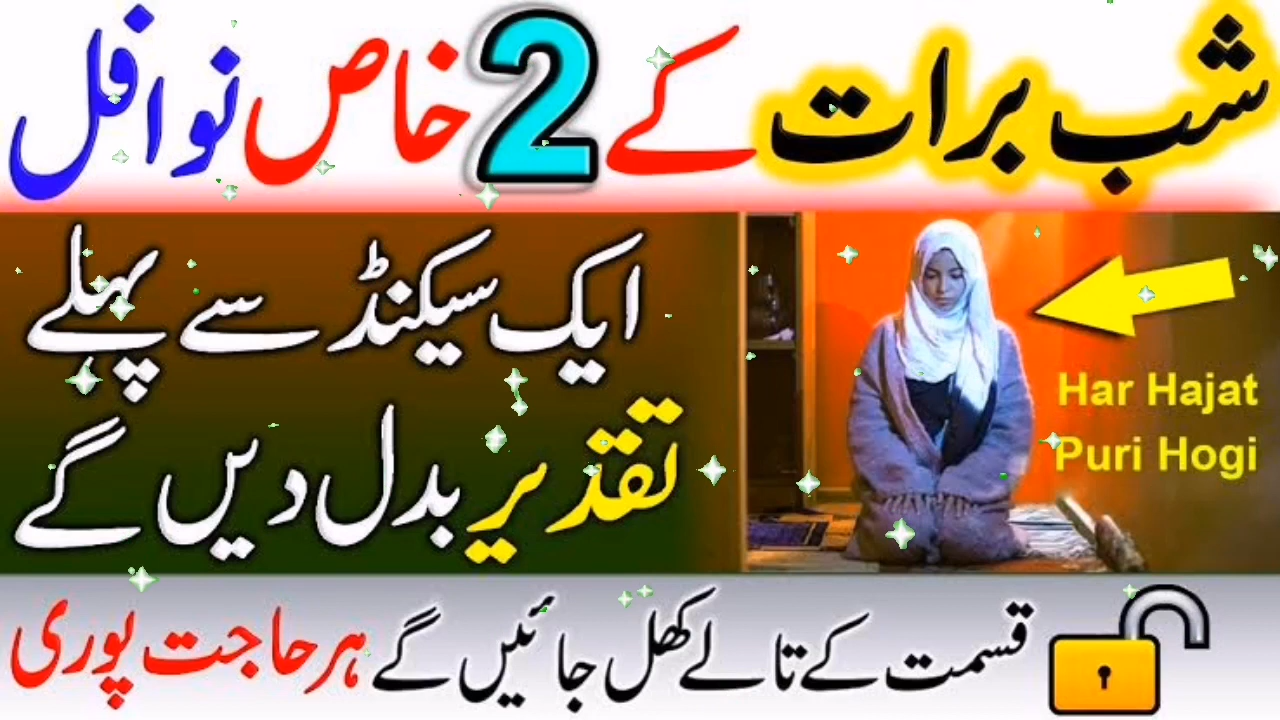 شب برات کے 2 خاص نوافل
ایک سیکنڈ سے پہلے
تقدیر بدل دیں گے
Har Hajat
Puri Hogi
قسمت کے تالے کھل جائیں گے ہر حاجت پوری